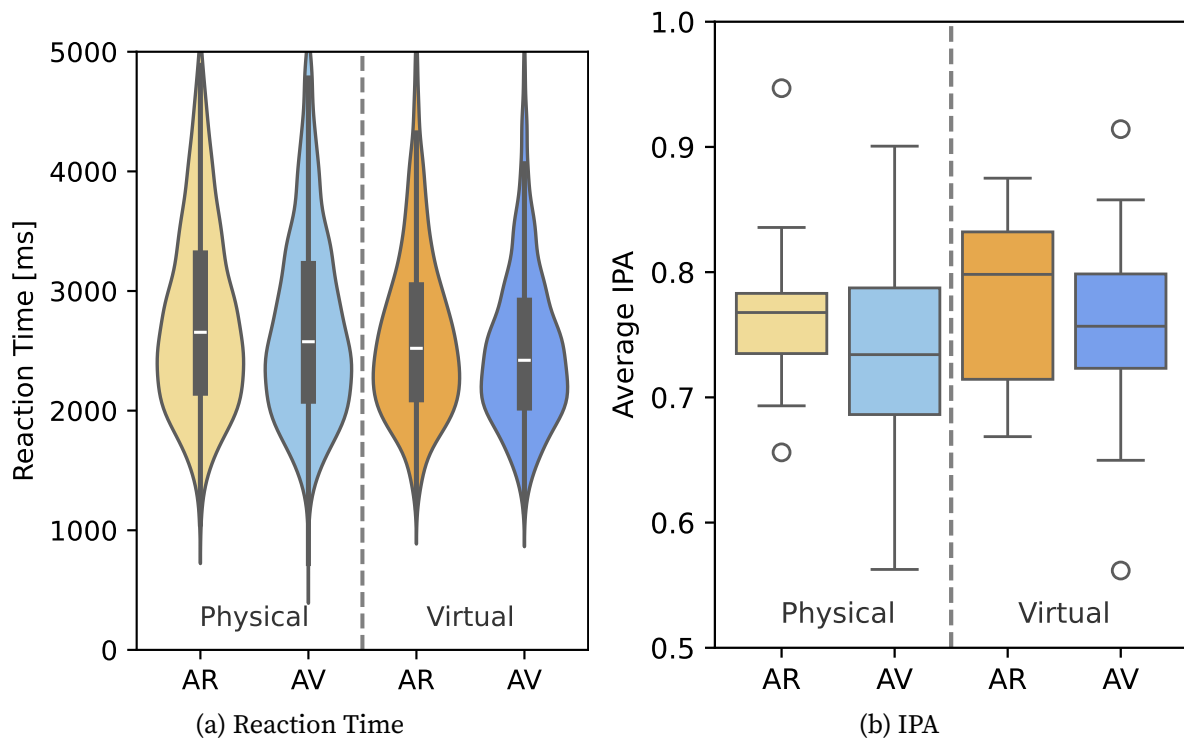 Reaction Time [ms]
5000
4000
3000
2000
1000
0
Physical
Virtual
AR
AV
AR
AV
(a) Reaction Time
Average IPA
1.0
0.9
0.8
0.7
0.6
0.5
Physical
Virtual
AR
AV
AR
AV
(b) IPA